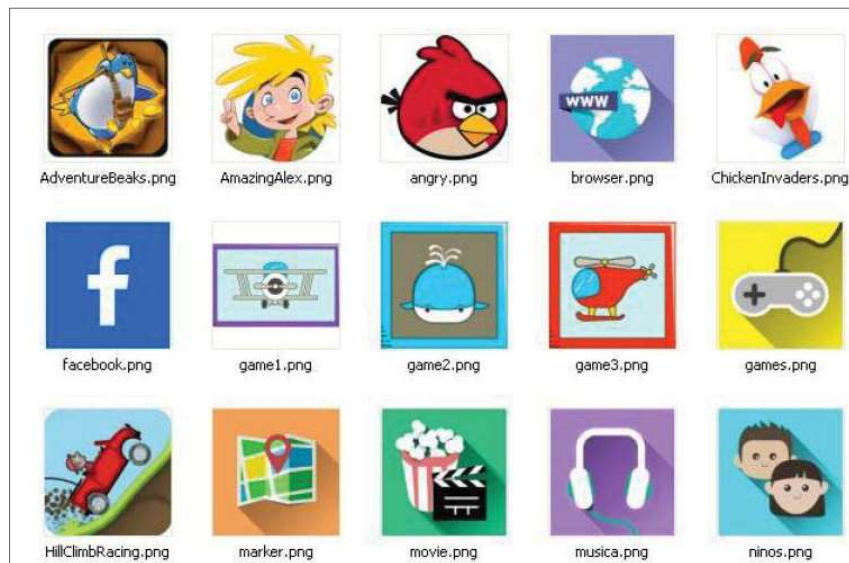 WWW
AdventureBeaks.png
AmazingAlex.png
angry.png
browser.png
ChickenInvaders.png
f
facebook.png
game1.png
game2.png
game3.png
games.png
HillClimbRacing.png
marker.png
movie.png
musica.png
ninos.png